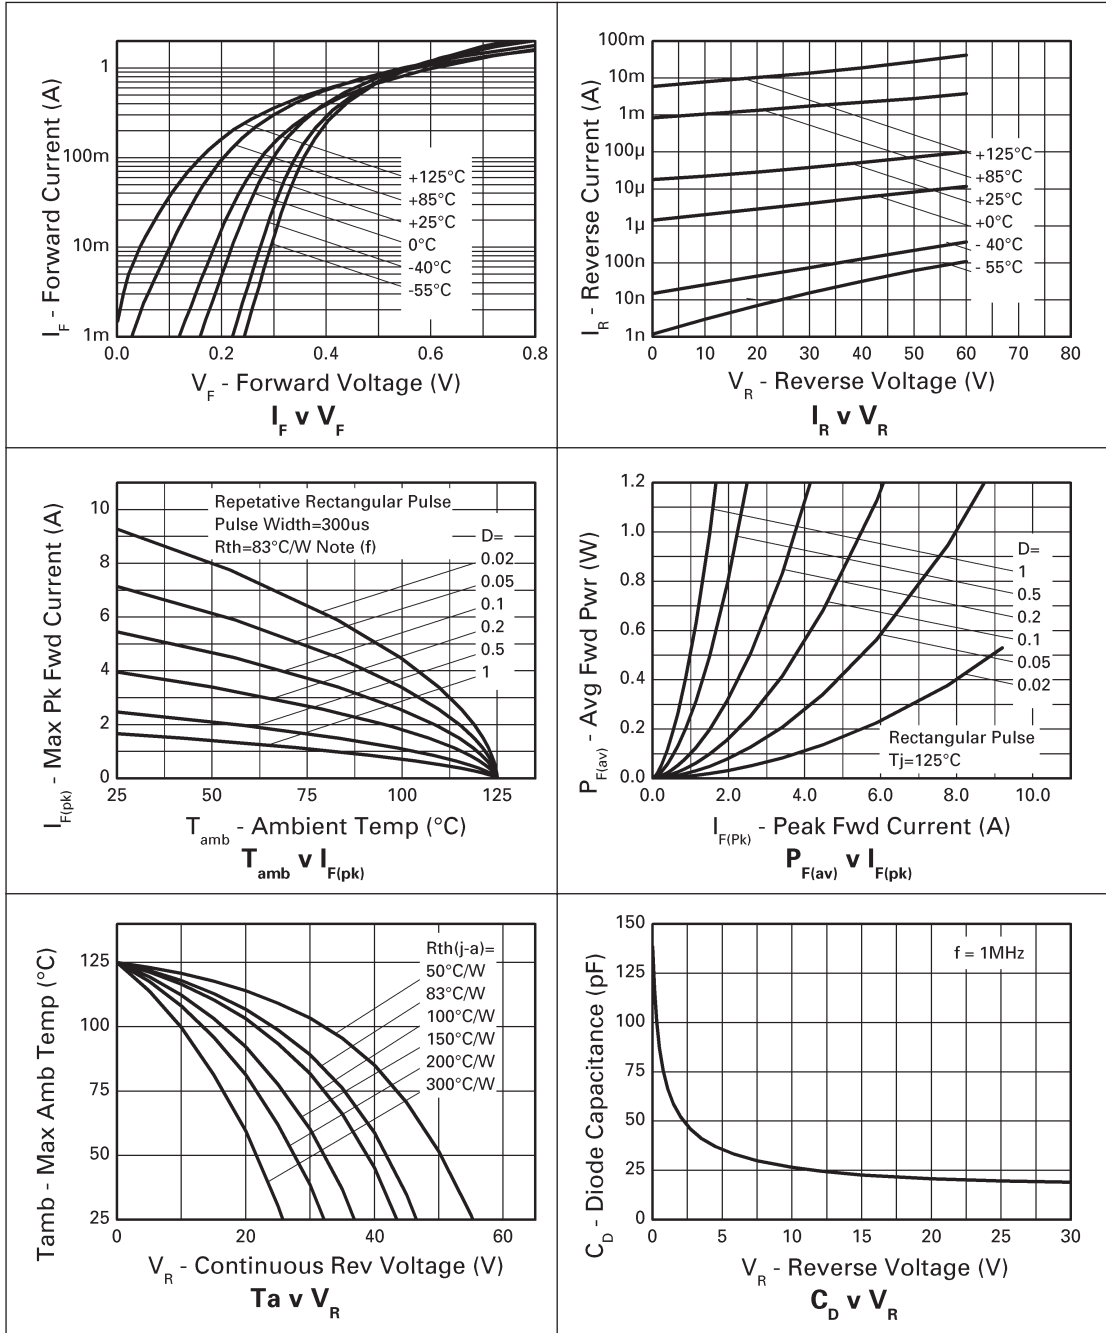 1
100m
10m
1m
0.0
0.2
0.4
0.6
0.8
I_F - Forward Current (A)
+125°C
+85°C
+25°C
0°C
-40°C
-55°C
V_F - Forward Voltage (V)
I_F v V_F
100m
10m
1m
100µ
10µ
1µ
100n
10n
1n
0
10
20
30
40
50
60
70
80
I_R - Reverse Current (A)
+125°C
+85°C
+25°C
+0°C
- 40°C
- 55°C
V_R - Reverse Voltage (V)
I_R v V_R
10
8
6
4
2
0
25
50
75
100
125
I_F(pk) - Max Pk Fwd Current (A)
Repetative Rectangular Pulse
Pulse Width=300us
Rth=83°C/W Note (f)
D=
0.02
0.05
0.1
0.2
0.5
1
T_amb - Ambient Temp (°C)
T_amb v I_F(pk)
1.2
1.0
0.8
0.6
0.4
0.2
0.0
0.0
2.0
4.0
6.0
8.0
10.0
P_F(av) - Avg Fwd Pwr (W)
D=
1
0.5
0.2
0.1
0.05
0.02
Rectangular Pulse
Tj=125°C
I_F(Pk) - Peak Fwd Current (A)
P_F(av) v I_F(pk)
125
100
75
50
25
0
20
40
60
Tamb - Max Amb Temp (°C)
Rth(j-a)=
50°C/W
83°C/W
100°C/W
150°C/W
200°C/W
300°C/W
V_R - Continuous Rev Voltage (V)
Ta v V_R
150
125
100
75
50
25
0
0
5
10
15
20
25
30
C_D - Diode Capacitance (pF)
f = 1MHz
V_R - Reverse Voltage (V)
C_D v V_R